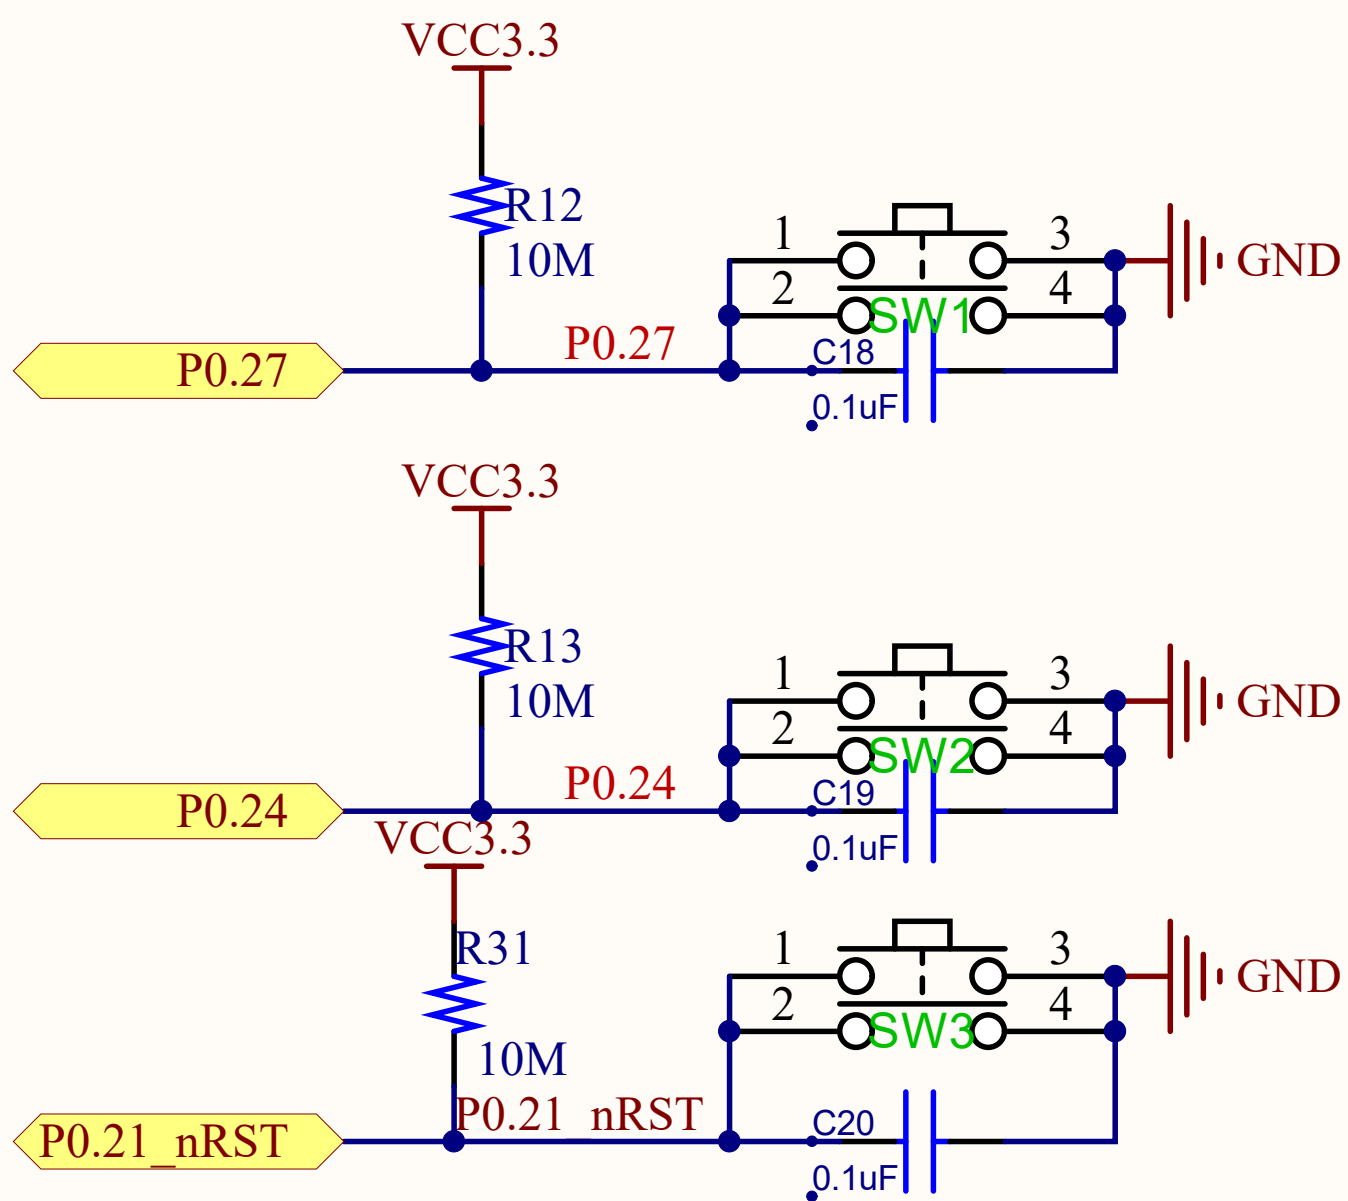 VCC3.3
R12
10M
1
3
GND
2
SW1
4
P0.27
P0.27
C18
0.1uF
VCC3.3
R13
10M
1
3
GND
2
SW2
4
P0.24
P0.24
C19
0.1uF
VCC3.3
R31
10M
1
3
GND
2
SW3
4
P0.21_nRST
P0.21_nRST
C20
0.1uF